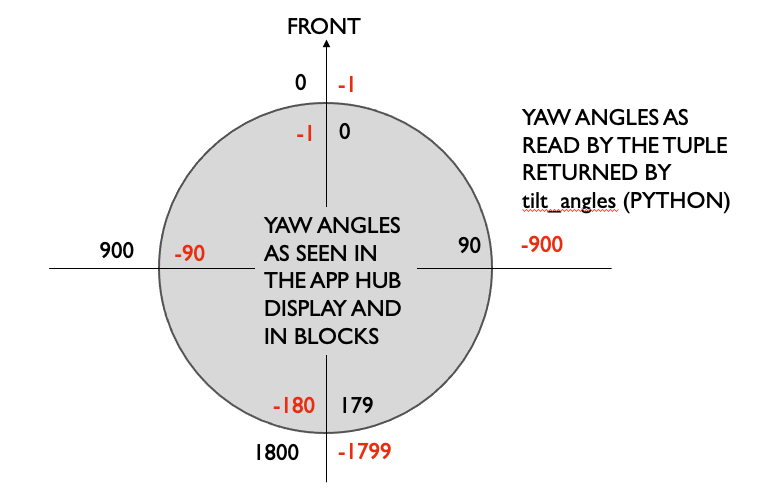 FRONT
0 -1
-1 0
YAW ANGLES AS
READ BY THE TUPLE
RETURNED BY
tilt_angles (PYTHON)
YAW ANGLES
AS SEEN IN
THE APP HUB
DISPLAY AND
IN BLOCKS
900 -90 90 -900
-180 179
1800 -1799